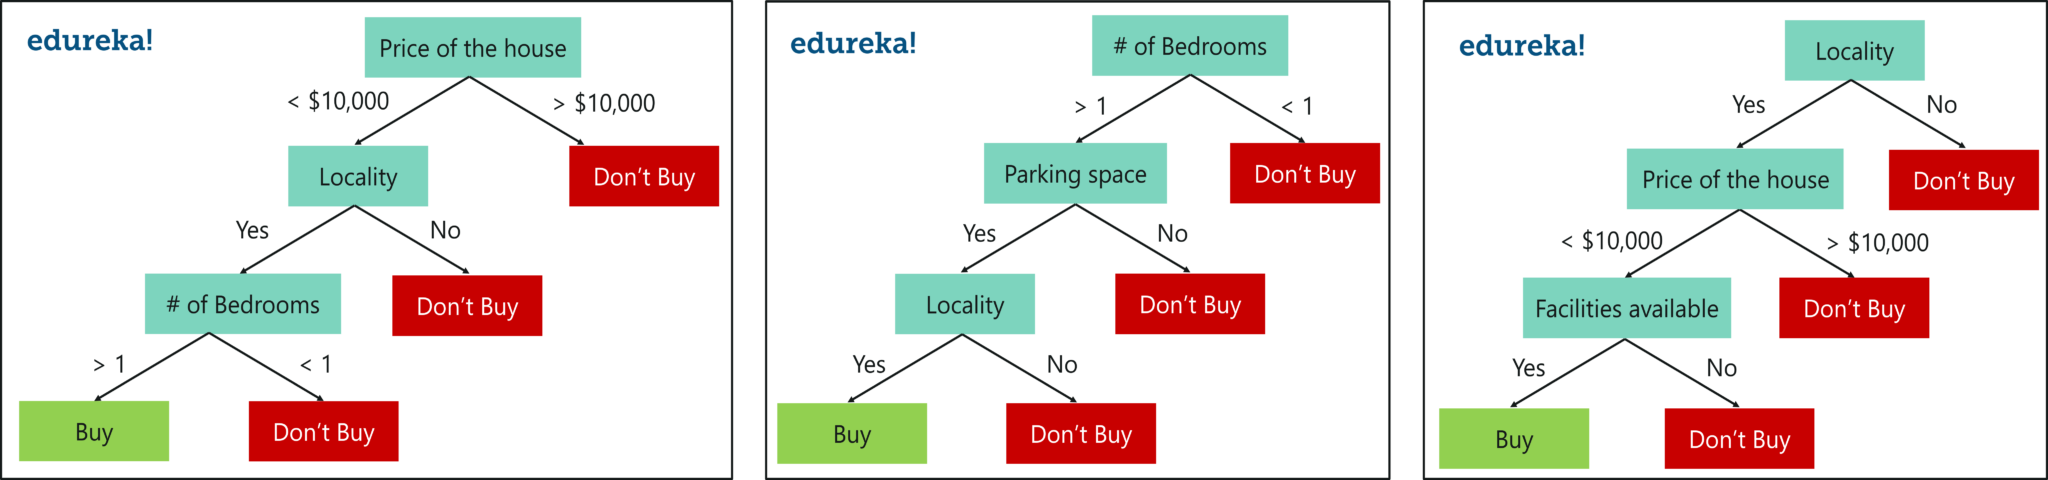 edureka!
Price of the house
< $10,000
> $10,000
Locality
Don't Buy
Yes
No
# of Bedrooms
Don't Buy
> 1
< 1
Buy
Don't Buy
edureka!
# of Bedrooms
> 1
< 1
Parking space
Don't Buy
Yes
No
Locality
Don't Buy
Yes
No
Buy
Don't Buy
edureka!
Locality
Yes
No
Price of the house
Don't Buy
< $10,000
> $10,000
Facilities available
Don't Buy
Yes
No
Buy
Don't Buy